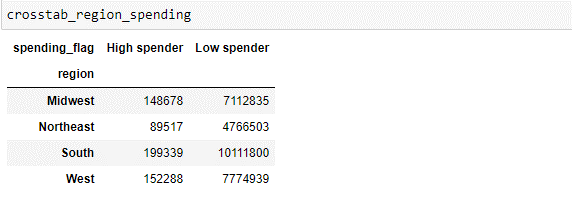 crosstab_region_spending
spending_flag High spender Low spender
region
Midwest 148678 7112835
Northeast 89517 4766503
South 199339 10111800
West 152288 7774939